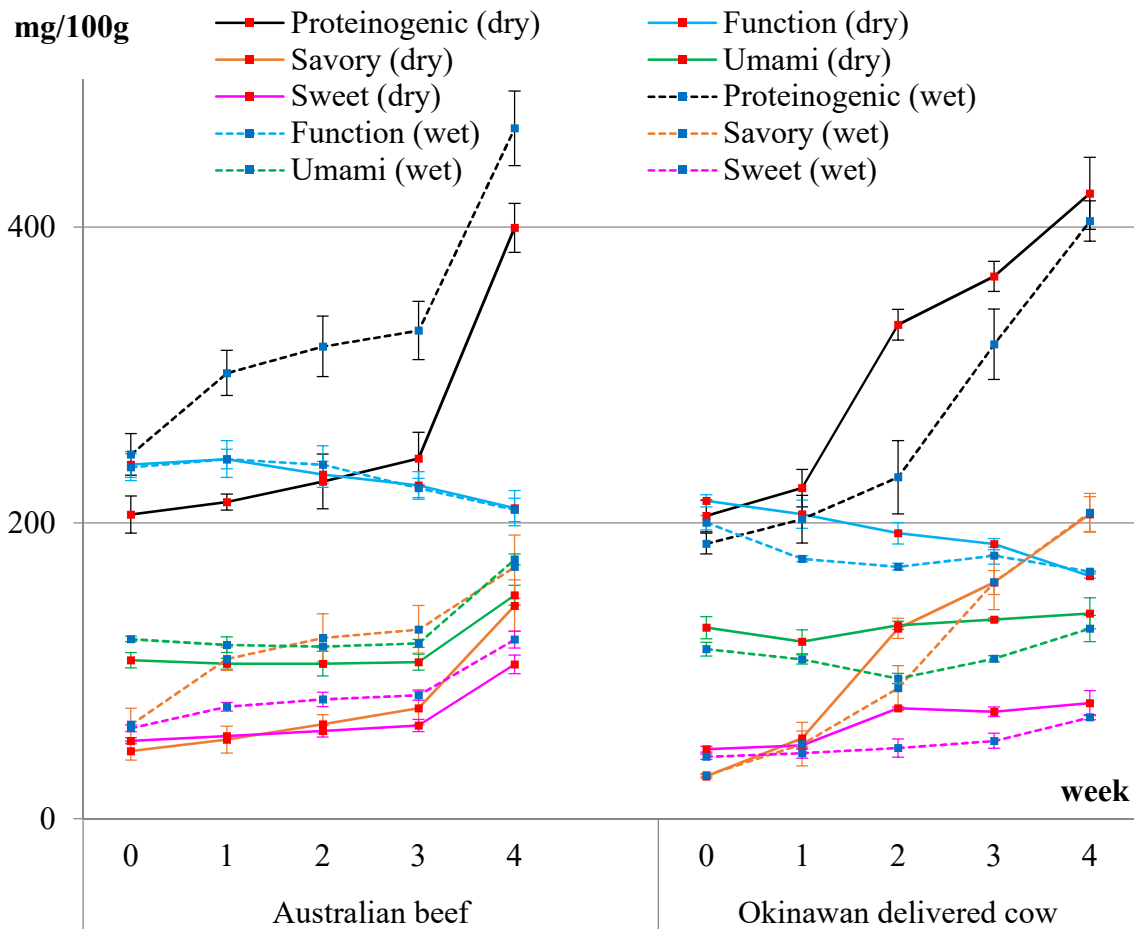 mg/100g
Proteinogenic (dry)
Function (dry)
Savory (dry)
Umami (dry)
Sweet (dry)
Proteinogenic (wet)
Function (wet)
Savory (wet)
Umami (wet)
Sweet (wet)
400
200
0
week
0 1 2 3 4 0 1 2 3 4
Australian beef Okinawan delivered cow